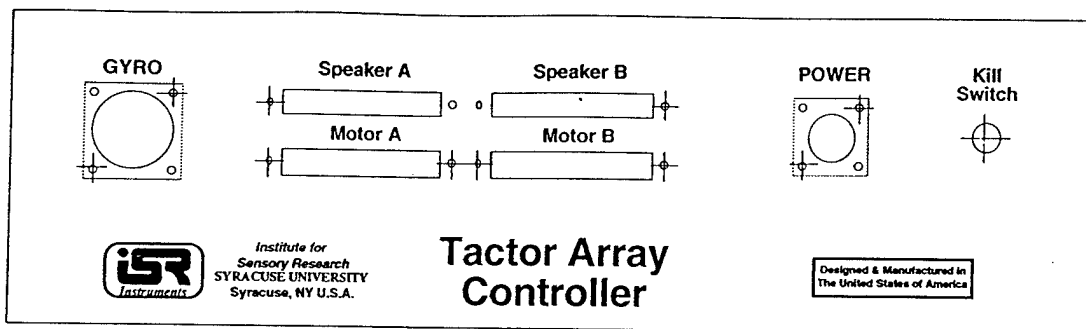 GYRO
Speaker A
Speaker B
POWER
Kill
Switch
Motor A
Motor B
ISR
Instruments
Institute for
Sensory Research
SYRACUSE UNIVERSITY
Syracuse, NY U.S.A.
Tactor Array
Controller
Designed & Manufactured in
The United States of America